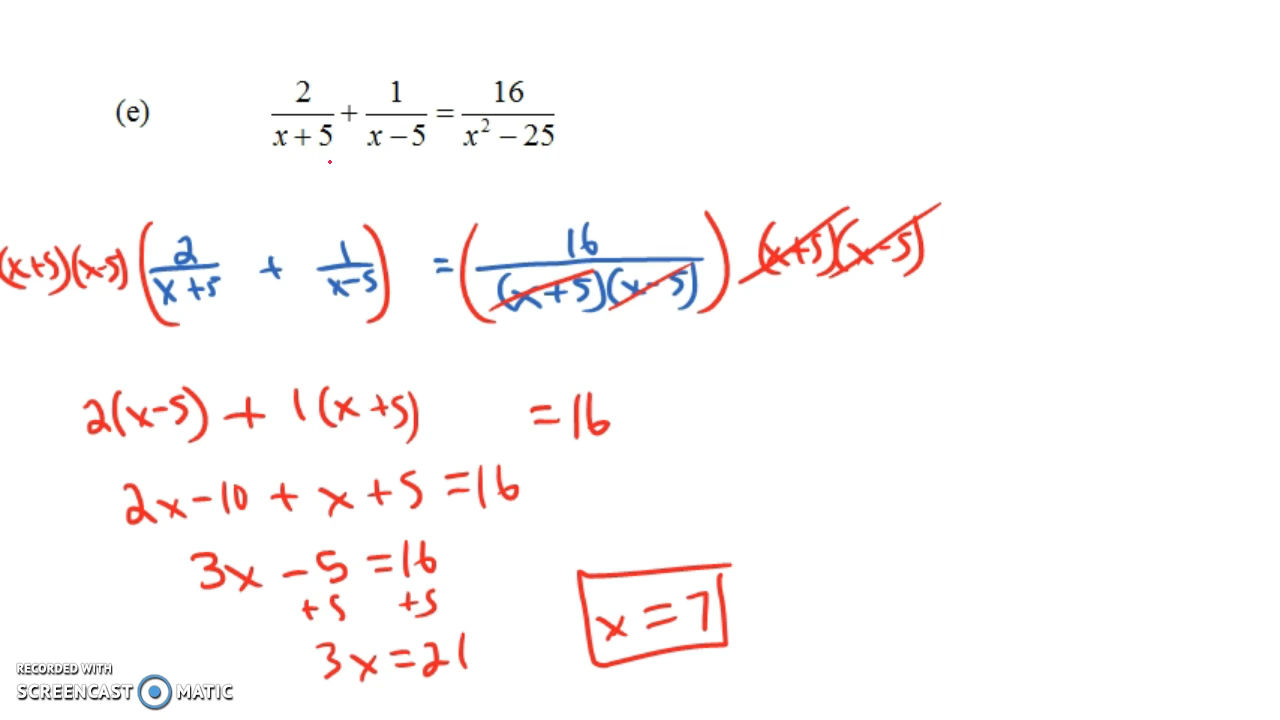 (e) 2/(x + 5) + 1/(x − 5) = 16/(x² − 25)
(x+5)(x-5) (2/(x+5) + 1/(x-5)) = (16/((x+5)(x-5))) (x+5)(x-5)
2(x-5) + 1(x+5) = 16
2x - 10 + x + 5 = 16
3x - 5 = 16
+5 +5
3x = 21
x = 7
RECORDED WITH
SCREENCAST MATIC